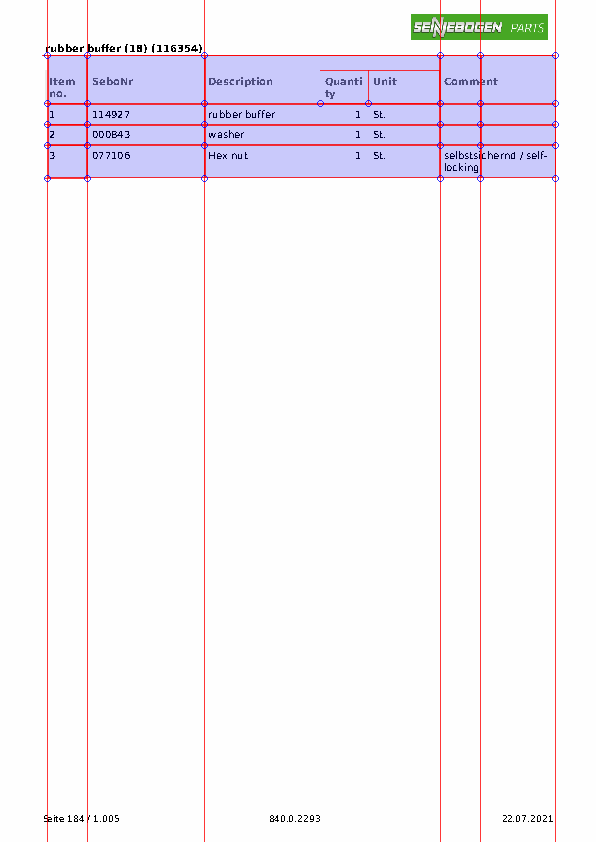 SENNEBOGEN PARTS
rubber buffer (18) (116354)
Item no. SeboNr Description Quantity Unit Comment
1 114927 rubber buffer 1 St.
2 000843 washer 1 St.
3 077106 Hex nut 1 St. selbstsichernd / self-
locking
Seite 184 / 1.005 840.0.2293 22.07.2021